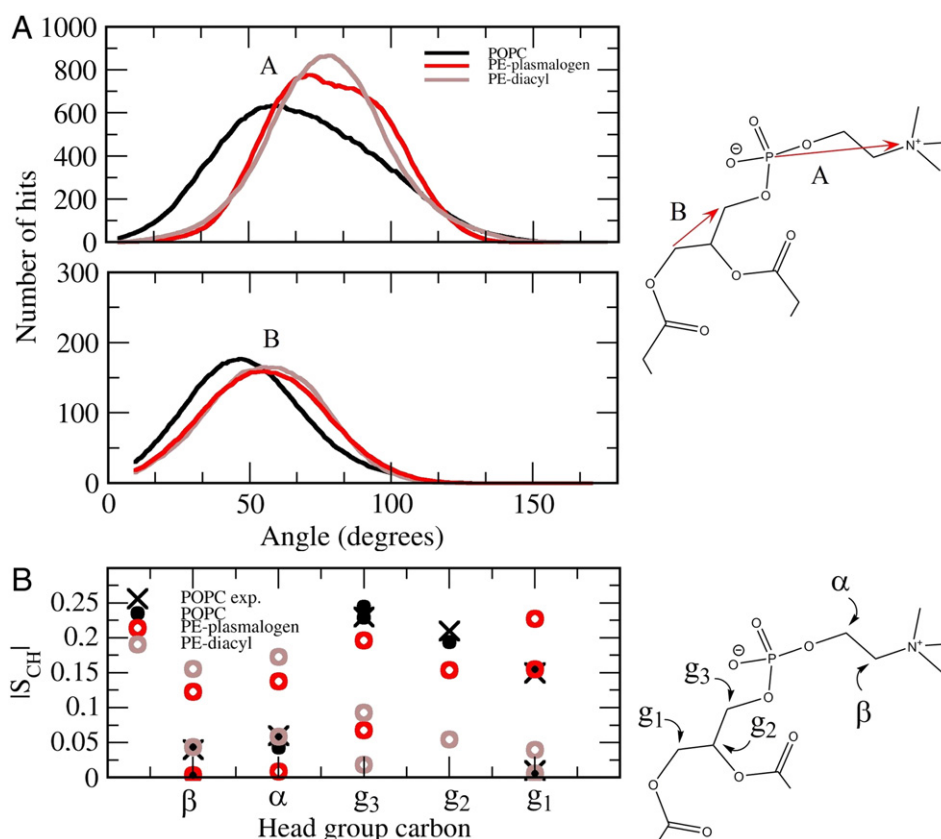 A
1000
800
600
400
200
0
A
POPC
PE-plasmalogen
PE-diacyl
Number of hits
300
200
100
0
B
0
50
100
150
Angle (degrees)
O
O
P
O
N+
⊖
O
A
O
B
O
O
O
O
B
|S_CH|
0.25
0.2
0.15
0.1
0.05
0
POPC exp.
POPC
PE-plasmalogen
PE-diacyl
β
α
g3
g2
g1
Head group carbon
α
O
O
P
O
N+
⊖
O
g3
O
β
g1
g2
O
O
O
O